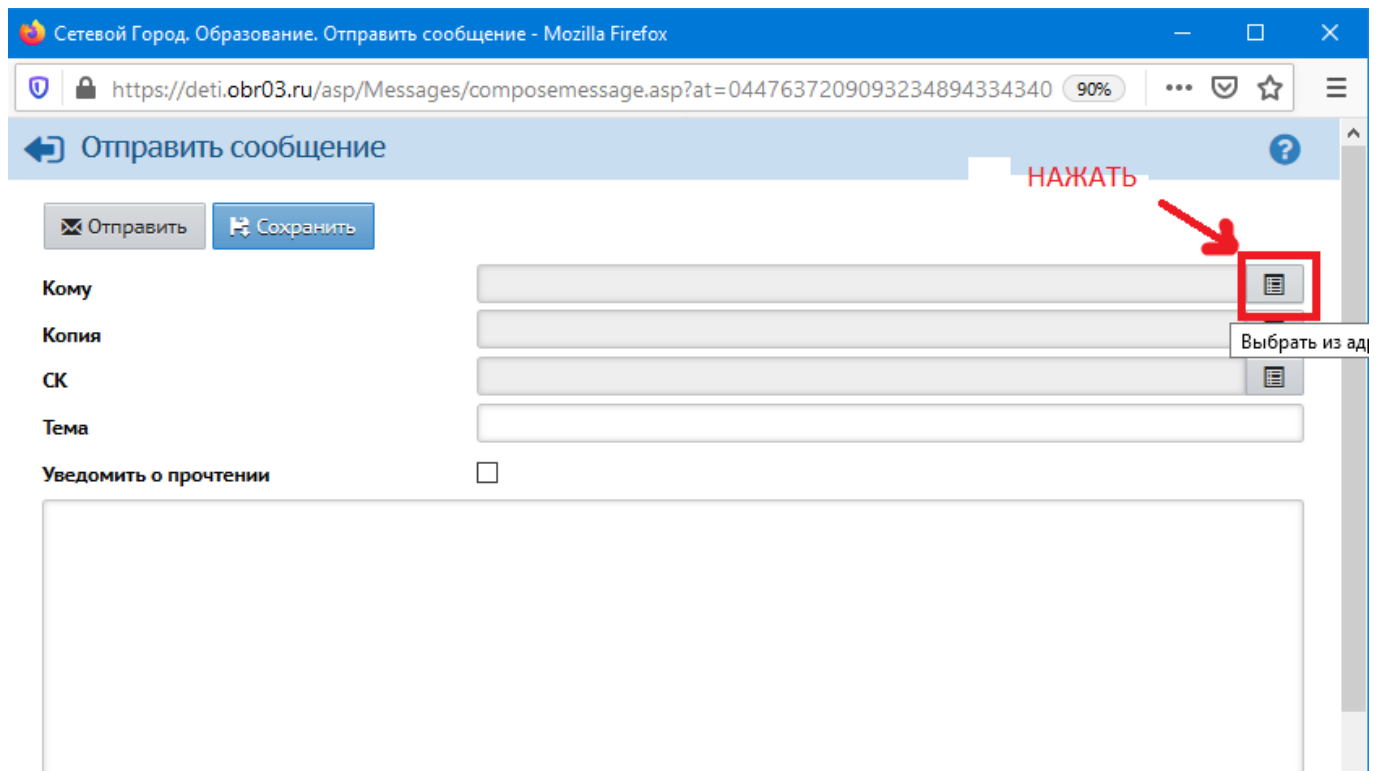 Сетевой Город. Образование. Отправить сообщение - Mozilla Firefox
https://deti.obr03.ru/asp/Messages/composemessage.asp?at=0447637209093234894334340 90%
Отправить сообщение
НАЖАТЬ
Отправить Сохранить
Кому
Копия
Выбрать из ад
СК
Тема
Уведомить о прочтении